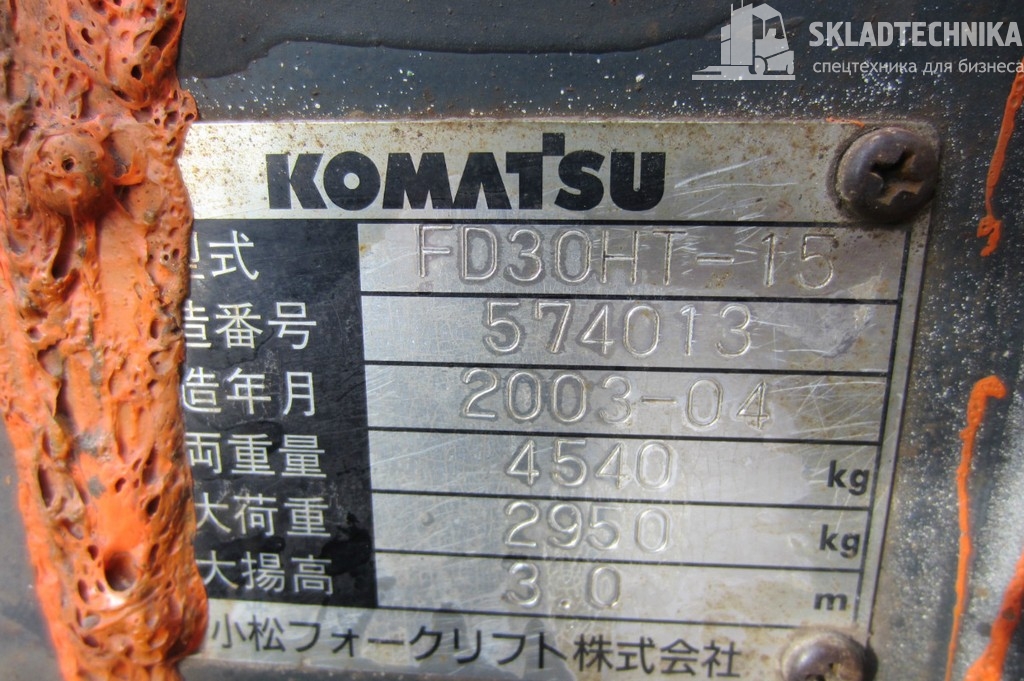 SKLADTECHNIKA
спецтехника для бизнеса
KOMATSU
型式 FD30HT-15
造番号 574013
造年月 2003-04
両重量 4540 kg
大荷重 2950 kg
大揚高 3.0 m
小松フォークリフト株式会社